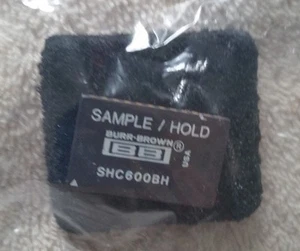 SAMPLE / HOLD
BURR-BROWN®
BB
USA
SHC600BH